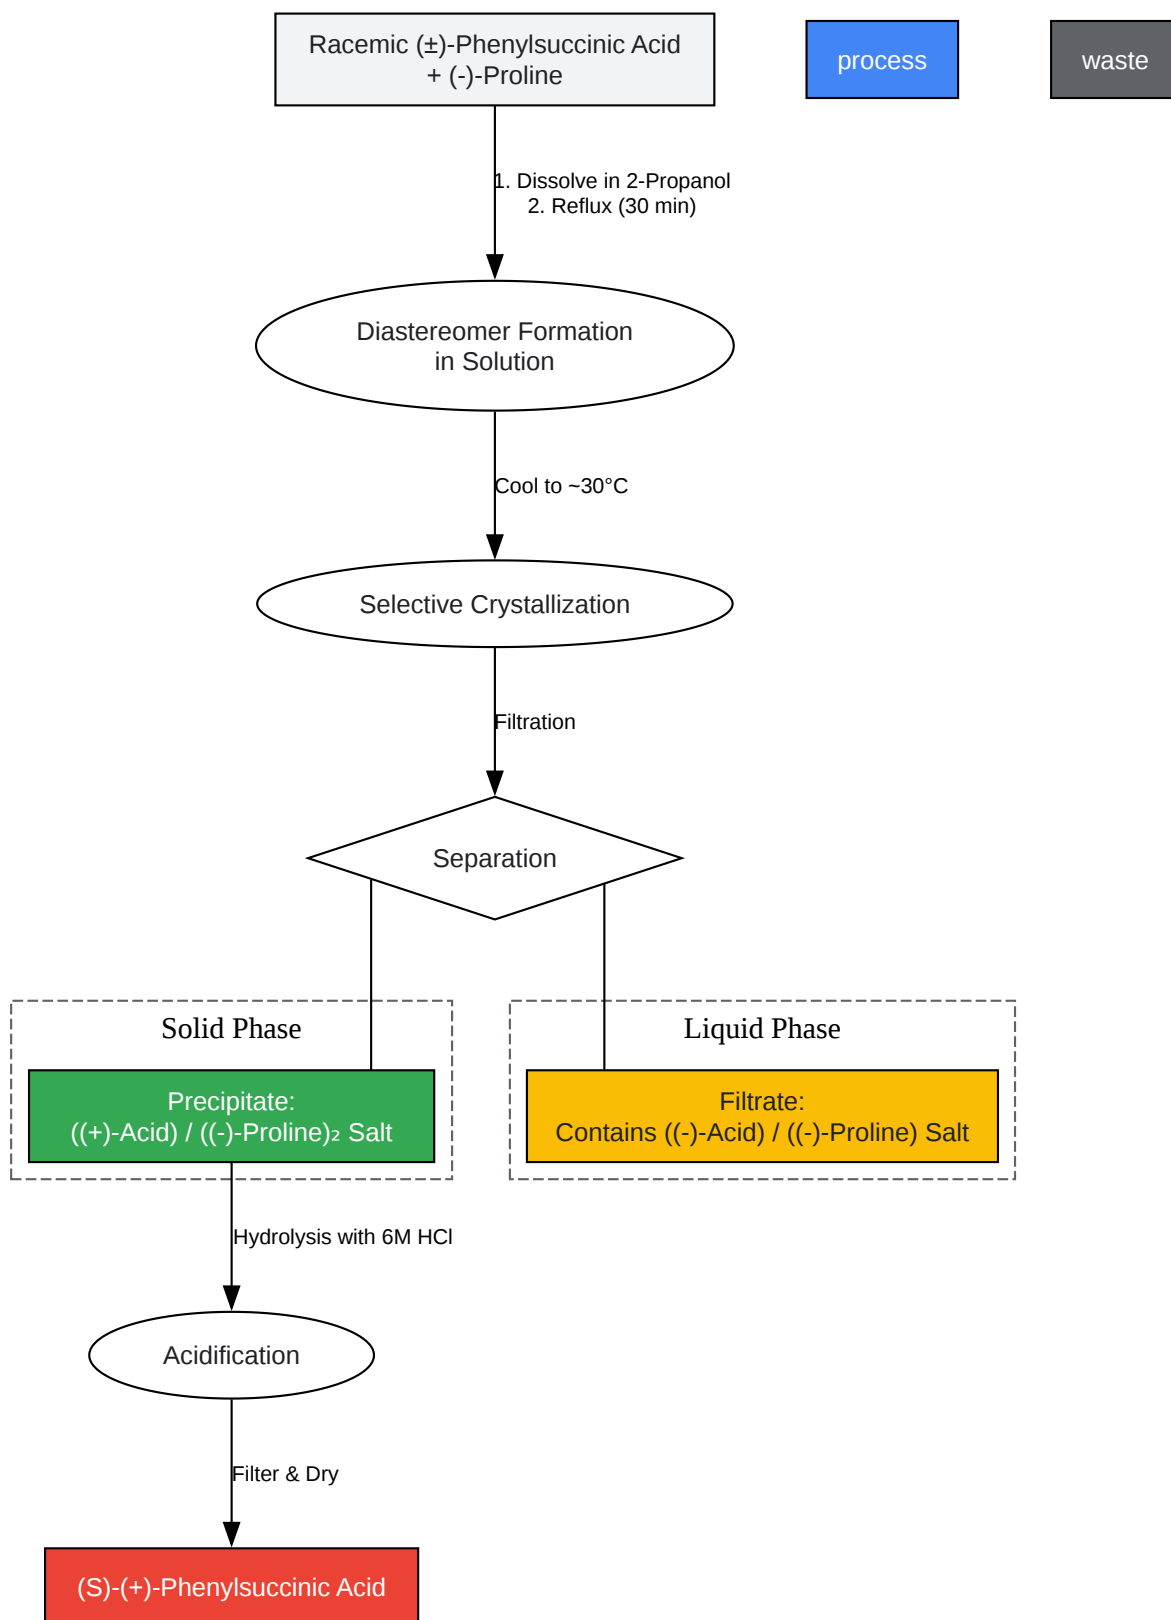 Racemic (±)-Phenylsuccinic Acid
+ (-)-Proline
process
waste
1. Dissolve in 2-Propanol
2. Reflux (30 min)
Diastereomer Formation
in Solution
Cool to ~30°C
Selective Crystallization
Filtration
Separation
Solid Phase
Liquid Phase
Precipitate:
((+)-Acid) / ((-)-Proline)₂ Salt
Filtrate:
Contains ((-)-Acid) / ((-)-Proline) Salt
Hydrolysis with 6M HCl
Acidification
Filter & Dry
(S)-(+)-Phenylsuccinic Acid